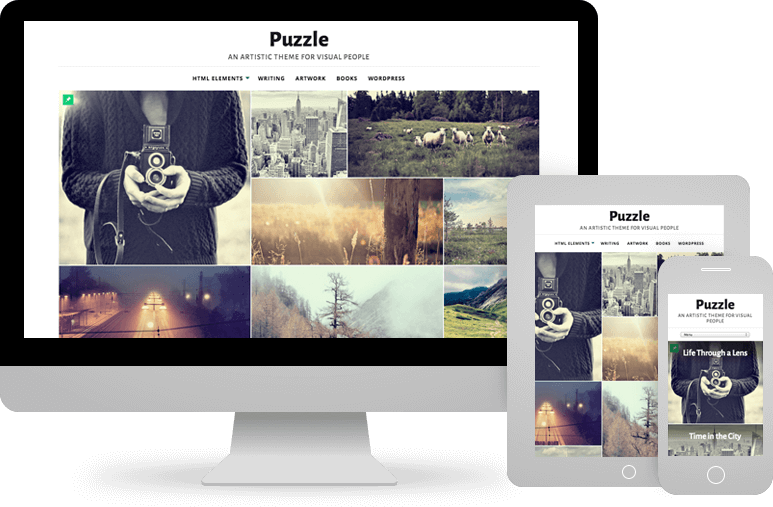 Puzzle
AN ARTISTIC THEME FOR VISUAL PEOPLE
HTML ELEMENTS WRITING ARTWORK BOOKS WORDPRESS
Puzzle
AN ARTISTIC THEME FOR VISUAL PEOPLE
HTML ELEMENTS WRITING ARTWORK BOOKS WORDPRESS
Puzzle
AN ARTISTIC THEME FOR VISUAL
PEOPLE
Menu
Life Through a Lens
Time in the City